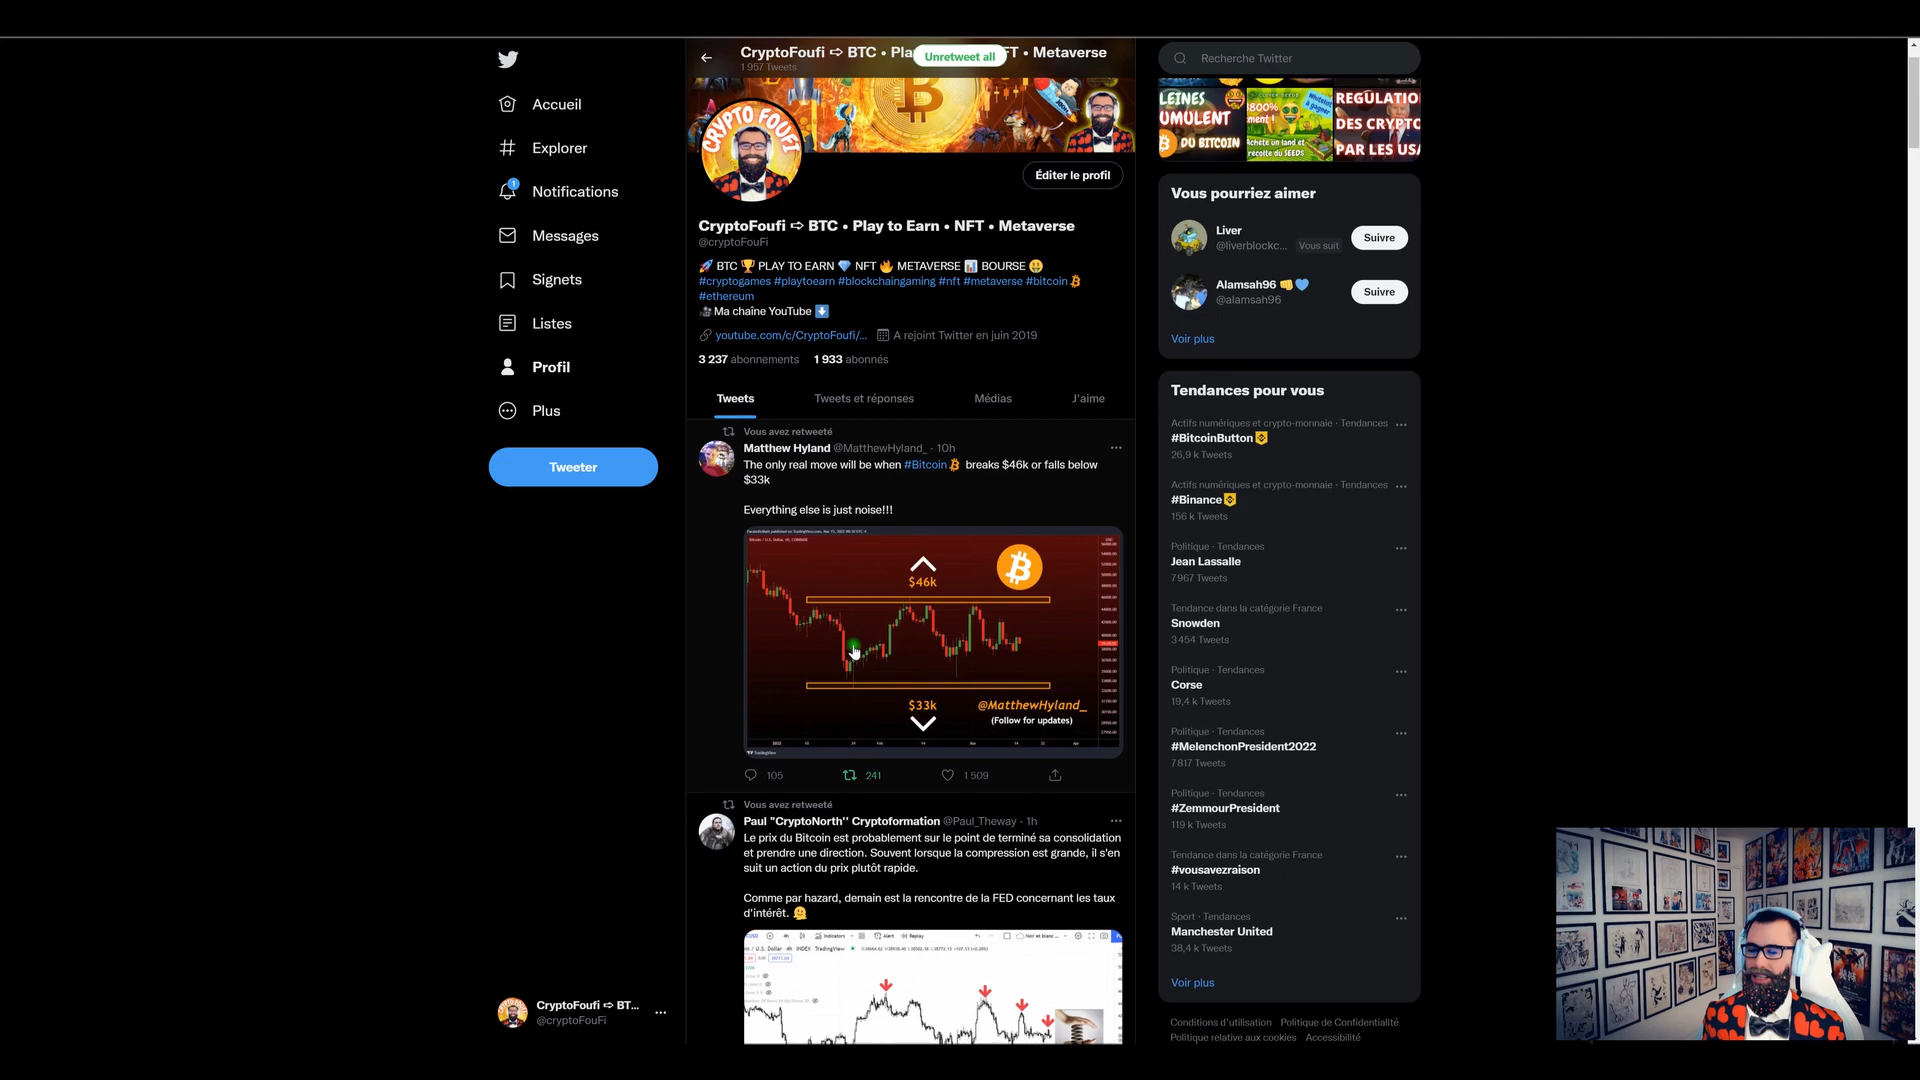 Accueil
Explorer
1
Notifications
Messages
Signets
Listes
Profil
Plus
Tweeter
CryptoFoufi ➪ BT...
@cryptoFouFi
CryptoFoufi ➪ BTC • Pla
FT • Metaverse
1 957 Tweets
Unretweet all
CRYPTO FOUFI
Éditer le profil
CryptoFoufi ➪ BTC • Play to Earn • NFT • Metaverse
@cryptoFouFi
🚀 BTC 🏆 PLAY TO EARN 💎 NFT 🔥 METAVERSE 📊 BOURSE 🤑
#cryptogames #playtoearn #blockchaingaming #nft #metaverse #bitcoin
#ethereum
🎥 Ma chaîne YouTube ⬇️
youtube.com/c/CryptoFoufi/... A rejoint Twitter en juin 2019
3 237 abonnements 1 933 abonnés
Tweets Tweets et réponses Médias J'aime
Vous avez retweeté
Matthew Hyland @MatthewHyland_ · 10h
The only real move will be when #Bitcoin breaks $46k or falls below
$33k
Everything else is just noise!!!
$46k
$33k
@MatthewHyland_
(Follow for updates)
TradingView
105 241 1 509
Vous avez retweeté
Paul "CryptoNorth'' Cryptoformation @Paul_Theway · 1h
Le prix du Bitcoin est probablement sur le point de terminé sa consolidation
et prendre une direction. Souvent lorsque la compression est grande, il s'en
suit un action du prix plutôt rapide.
Comme par hazard, demain est la rencontre de la FED concernant les taux
d'intérêt.
Indicators Alert Replay
Recherche Twitter
LEINES
UMULENT
DU BITCOIN
REGULATIO
DES CRYPTO
PAR LES USA
Vous pourriez aimer
Liver
@liverblockc... Vous suit
Suivre
Alamsah96 👊💙
@alamsah96
Suivre
Voir plus
Tendances pour vous
Actifs numériques et crypto-monnaie · Tendances
#BitcoinButton
26,9 k Tweets
Actifs numériques et crypto-monnaie · Tendances
#Binance
156 k Tweets
Politique · Tendances
Jean Lassalle
7 967 Tweets
Tendance dans la catégorie France
Snowden
3 454 Tweets
Politique · Tendances
Corse
19,4 k Tweets
Politique · Tendances
#MelenchonPresident2022
7 817 Tweets
Politique · Tendances
#ZemmourPresident
119 k Tweets
Tendance dans la catégorie France
#vousavezraison
14 k Tweets
Sport · Tendances
Manchester United
38,4 k Tweets
Voir plus
Conditions d'utilisation Politique de Confidentialité
Politique relative aux cookies Accessibilité